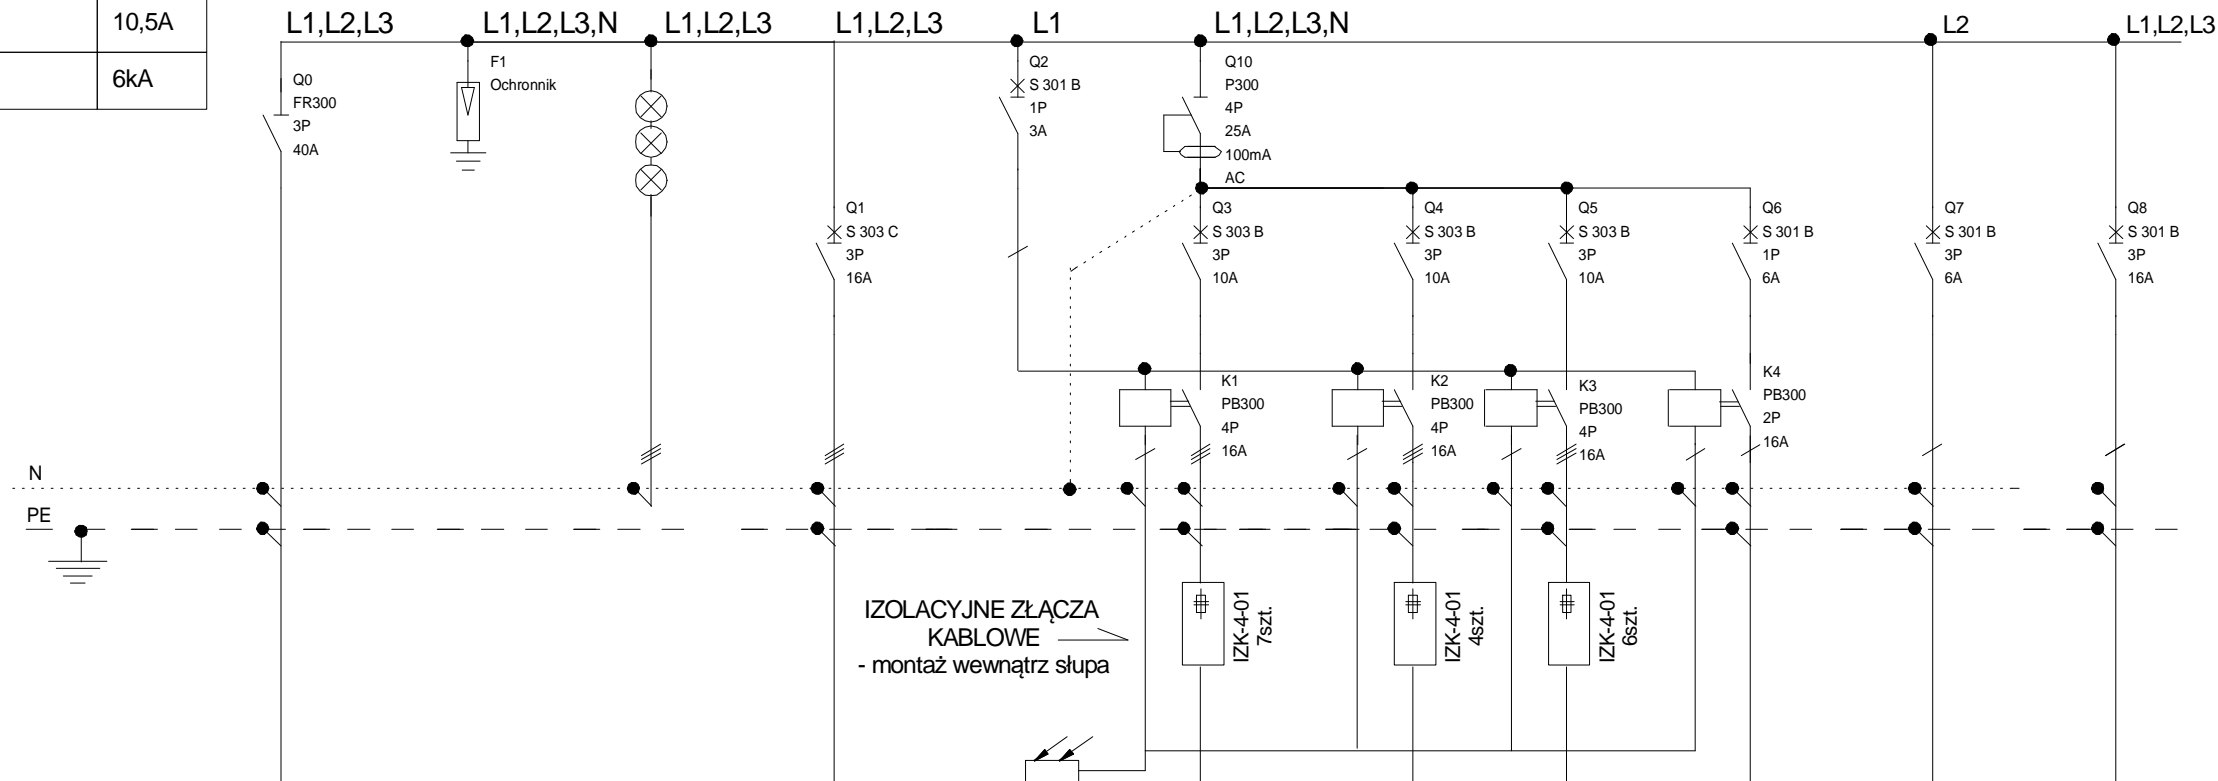 10,5A
6kA
L1,L2,L3
L1,L2,L3,N
L1,L2,L3
L1,L2,L3
L1
L1,L2,L3,N
L2
L1,L2,L3
Q0
FR300
3P
40A
F1
Ochronnik
Q1
S 303 C
3P
16A
Q2
S 301 B
1P
3A
Q10
P300
4P
25A
100mA
AC
Q3
S 303 B
3P
10A
Q4
S 303 B
3P
10A
Q5
S 303 B
3P
10A
Q6
S 301 B
1P
6A
Q7
S 301 B
3P
6A
Q8
S 301 B
3P
16A
K1
PB300
4P
16A
K2
PB300
4P
16A
K3
PB300
4P
16A
K4
PB300
2P
16A
N
PE
IZOLACYJNE ZŁĄCZA
KABLOWE
- montaż wewnątrz słupa
IZK-4-01
7szt.
IZK-4-01
4szt.
IZK-4-01
6szt.